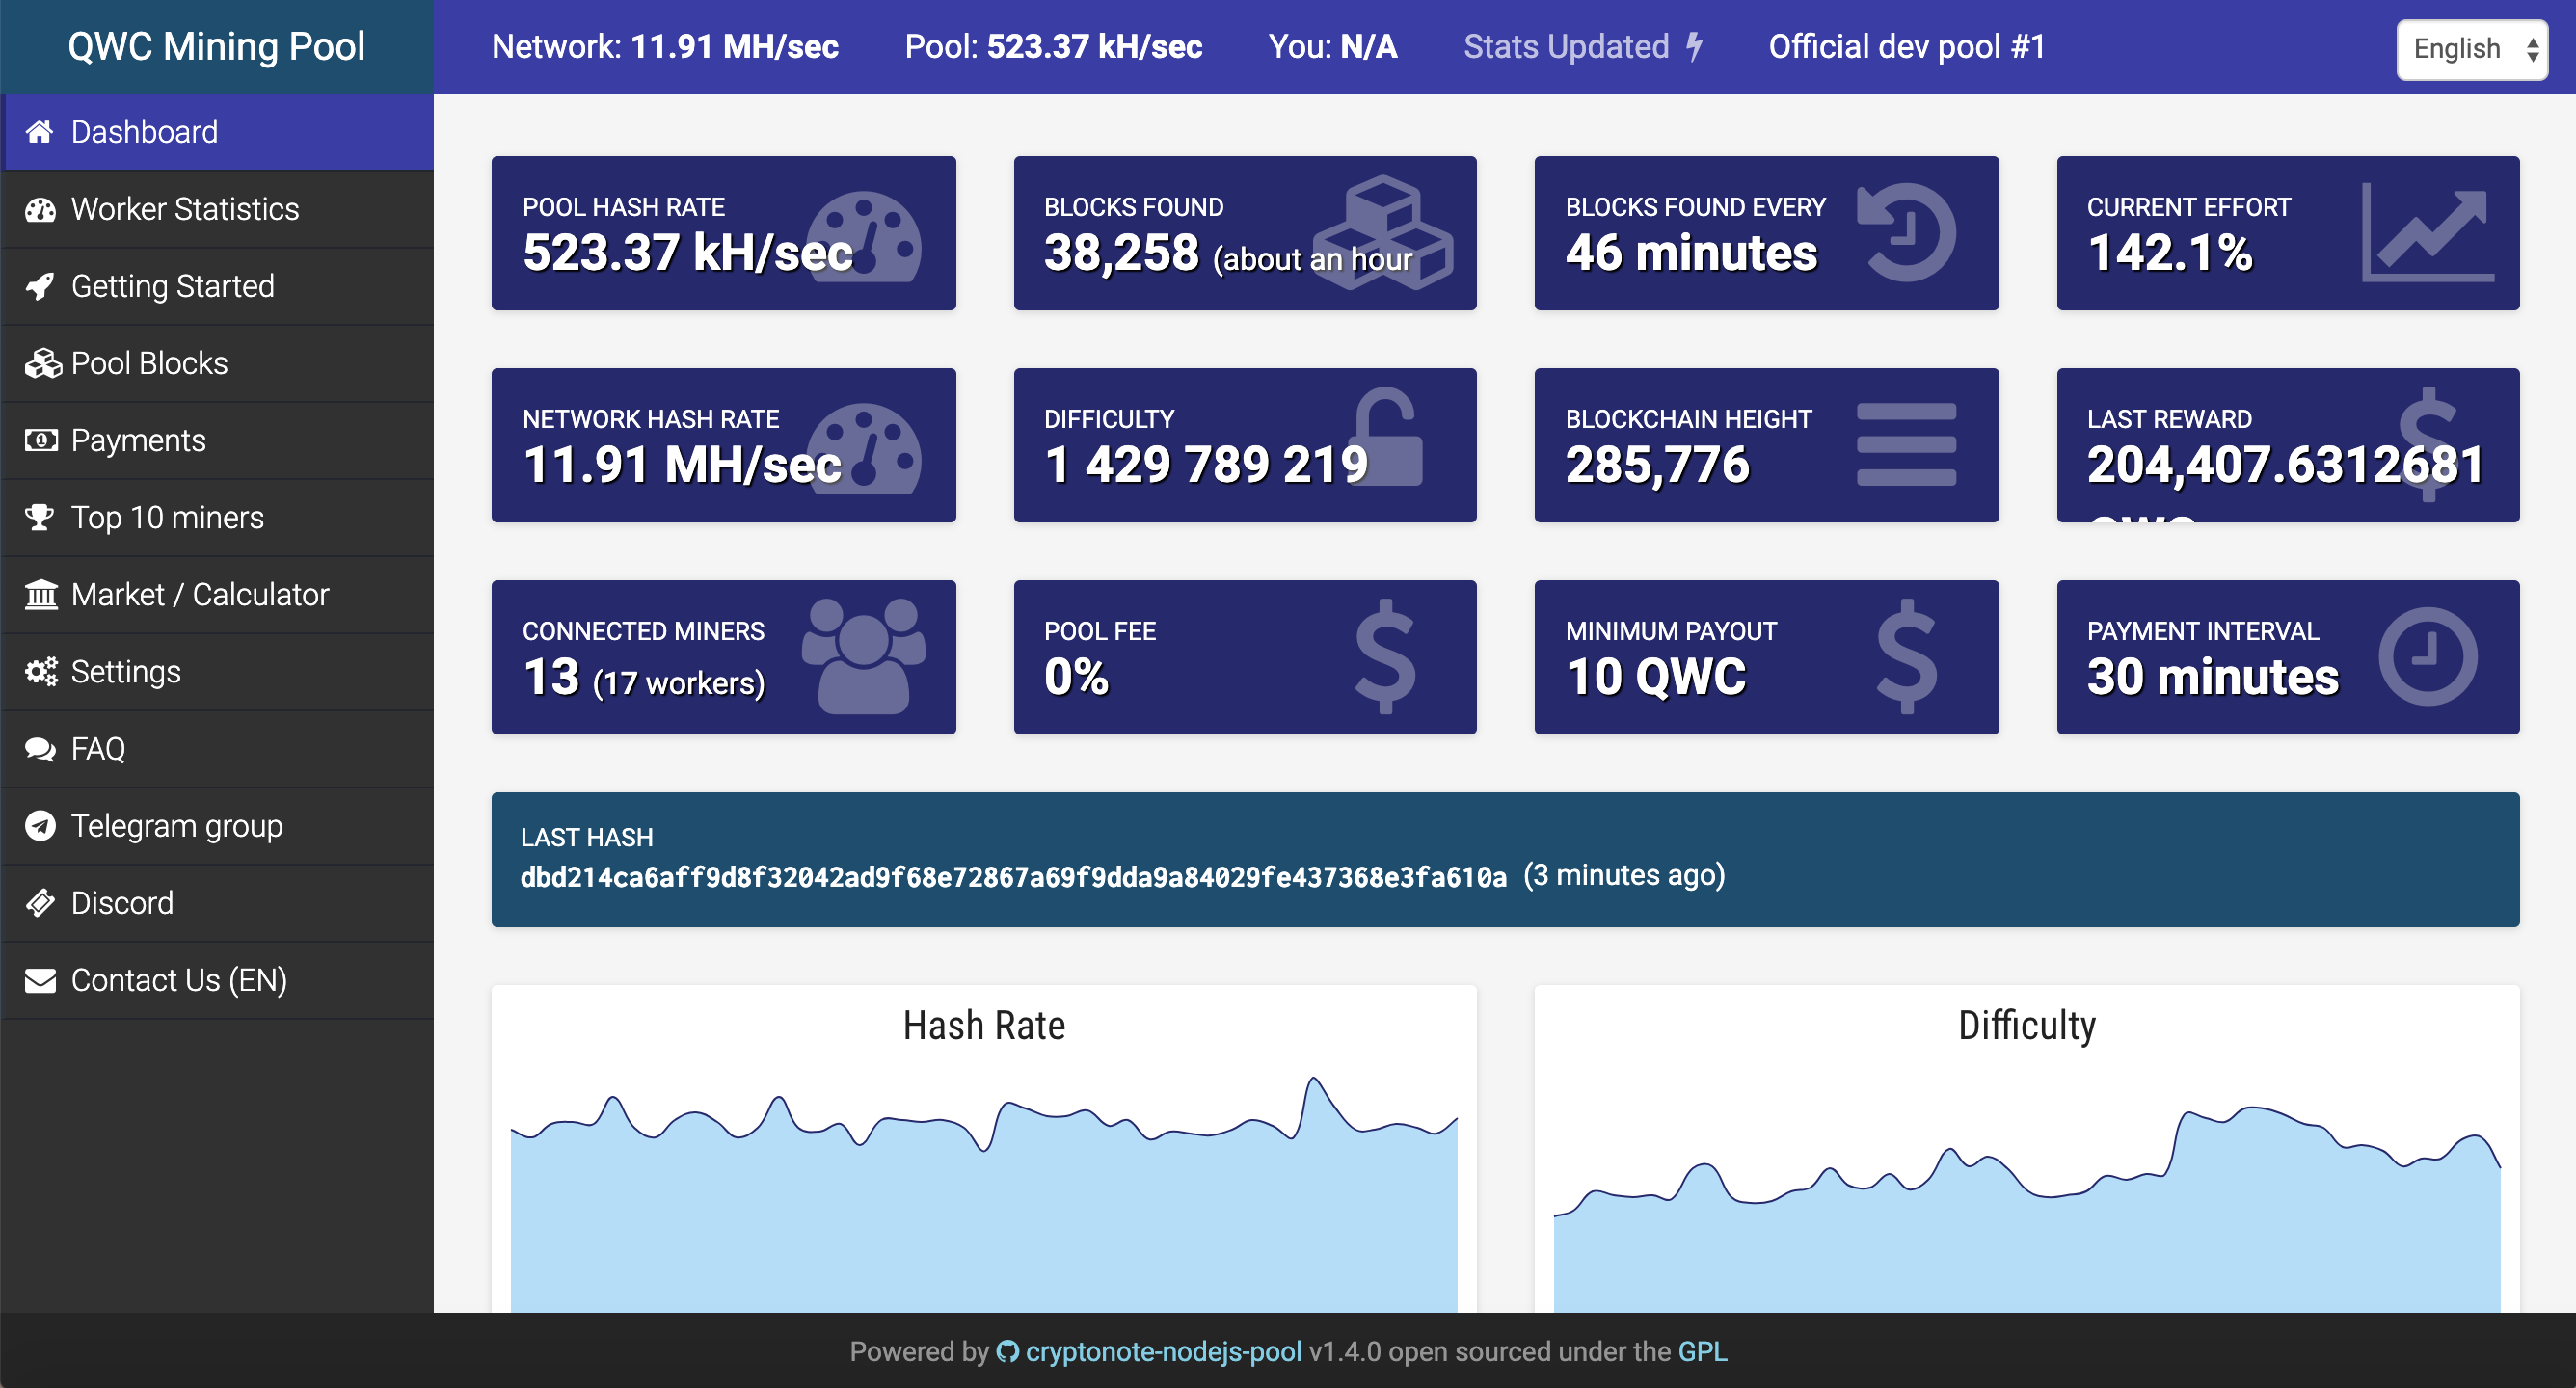 QWC Mining Pool
Network: 11.91 MH/sec
Pool: 523.37 kH/sec
You: N/A
Stats Updated
Official dev pool #1
English
Dashboard
Worker Statistics
Getting Started
Pool Blocks
Payments
Top 10 miners
Market / Calculator
Settings
FAQ
Telegram group
Discord
Contact Us (EN)
POOL HASH RATE
523.37 kH/sec
BLOCKS FOUND
38,258 (about an hour
BLOCKS FOUND EVERY
46 minutes
CURRENT EFFORT
142.1%
NETWORK HASH RATE
11.91 MH/sec
DIFFICULTY
1 429 789 219
BLOCKCHAIN HEIGHT
285,776
LAST REWARD
204,407.6312681
CONNECTED MINERS
13 (17 workers)
POOL FEE
0%
MINIMUM PAYOUT
10 QWC
PAYMENT INTERVAL
30 minutes
LAST HASH
dbd214ca6aff9d8f32042ad9f68e72867a69f9dda9a84029fe437368e3fa610a (3 minutes ago)
Hash Rate
Difficulty
Powered by cryptonote-nodejs-pool v1.4.0 open sourced under the GPL